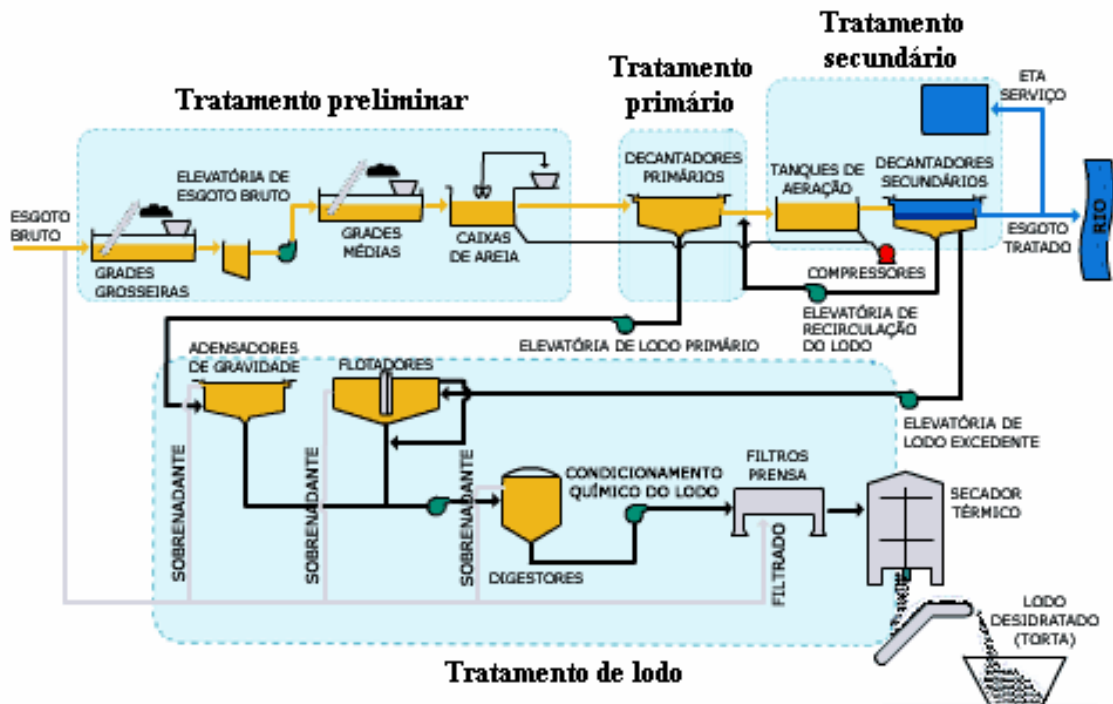 Tratamento preliminar
Tratamento
primário
Tratamento
secundário
ETA
SERVIÇO
ELEVATÓRIA DE
ESGOTO BRUTO
DECANTADORES
PRIMÁRIOS
TANQUES DE
AERAÇÃO
DECANTADORES
SECUNDÁRIOS
ESGOTO
BRUTO
GRADES
GROSSEIRAS
GRADES
MÉDIAS
CAIXAS
DE AREIA
COMPRESSORES
ESGOTO
TRATADO
RIO
ELEVATÓRIA DE LODO PRIMÁRIO
ELEVATÓRIA DE
RECIRCULAÇÃO
DO LODO
ADENSADORES
DE GRAVIDADE
FLOTADORES
ELEVATÓRIA DE
LODO EXCEDENTE
SOBRENADANTE
SOBRENADANTE
SOBRENADANTE
CONDICIONAMENTO
QUÍMICO DO LODO
FILTROS
PRENSA
SECADOR
TÉRMICO
DIGESTORES
FILTRADO
LODO
DESIDRATADO
(TORTA)
Tratamento de lodo